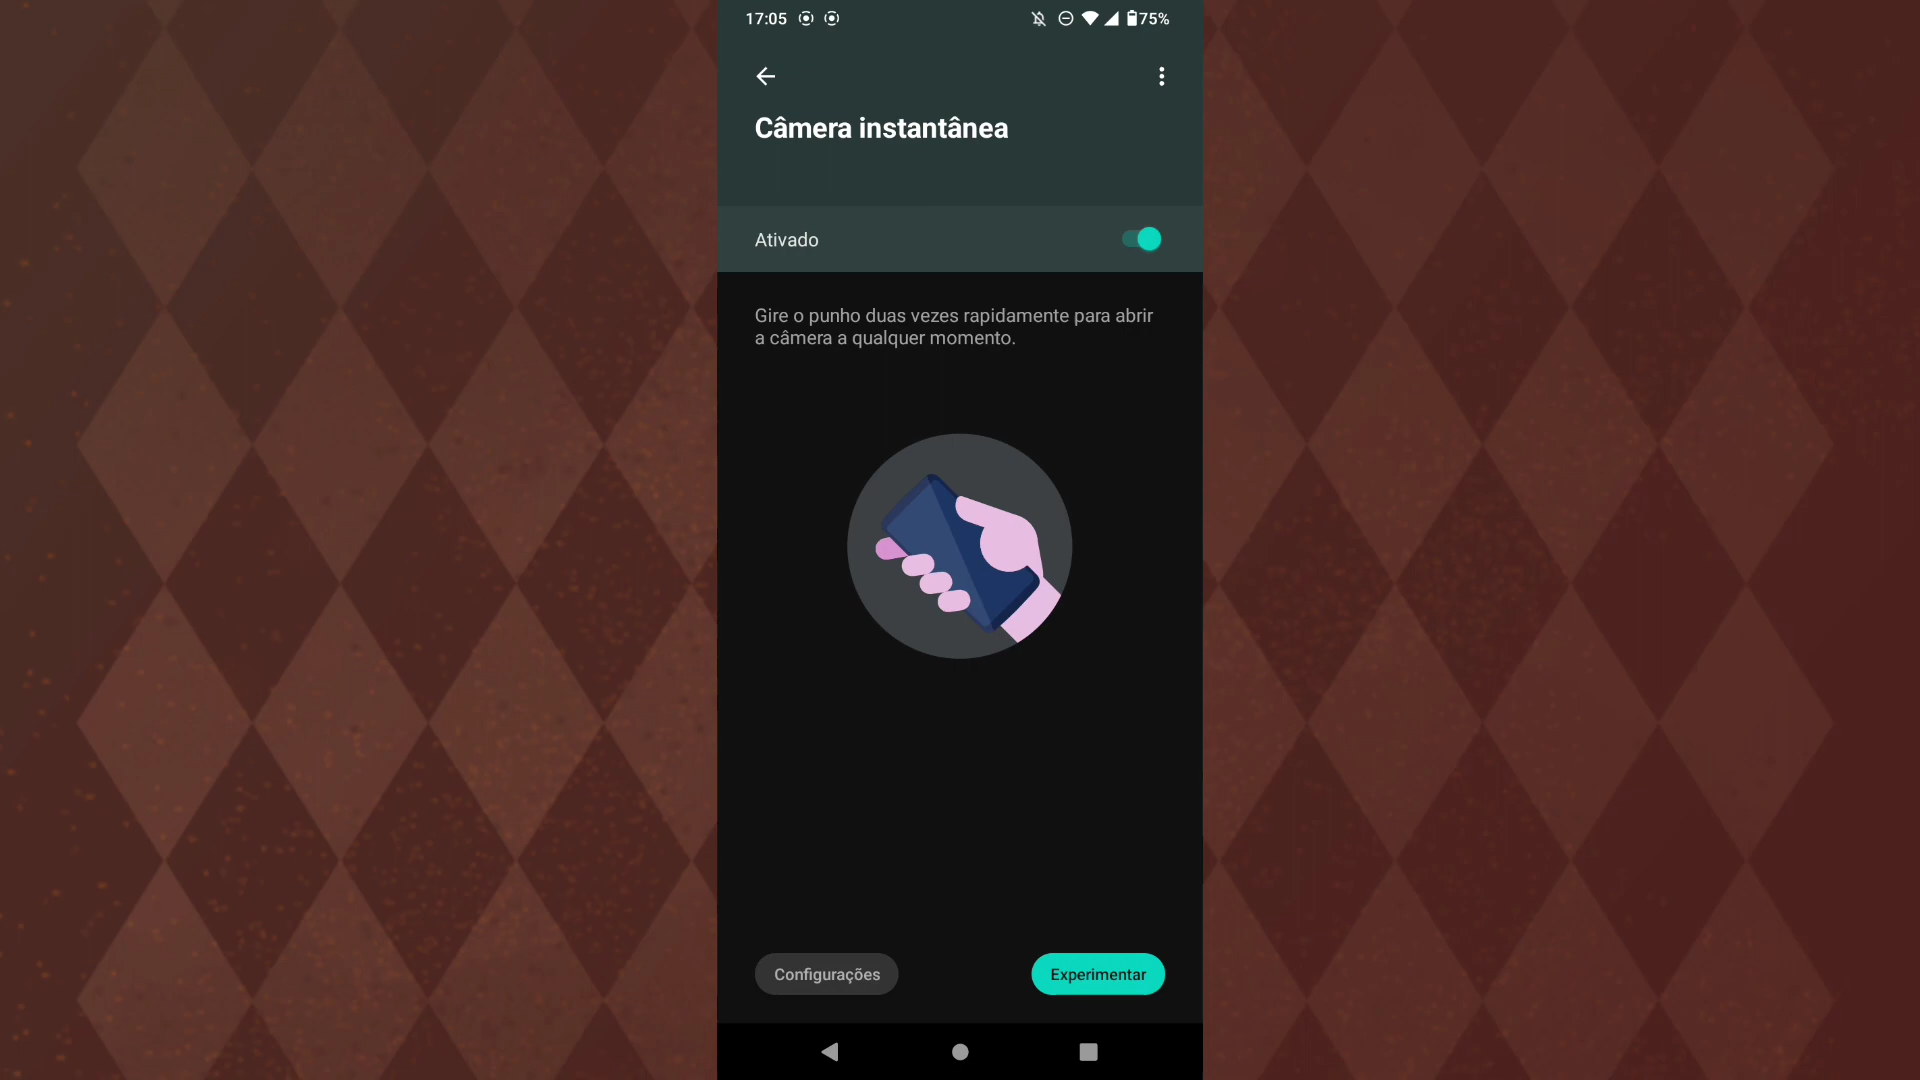 17:05
75%
Câmera instantânea
Ativado
Gire o punho duas vezes rapidamente para abrir
a câmera a qualquer momento.
Configurações
Experimentar